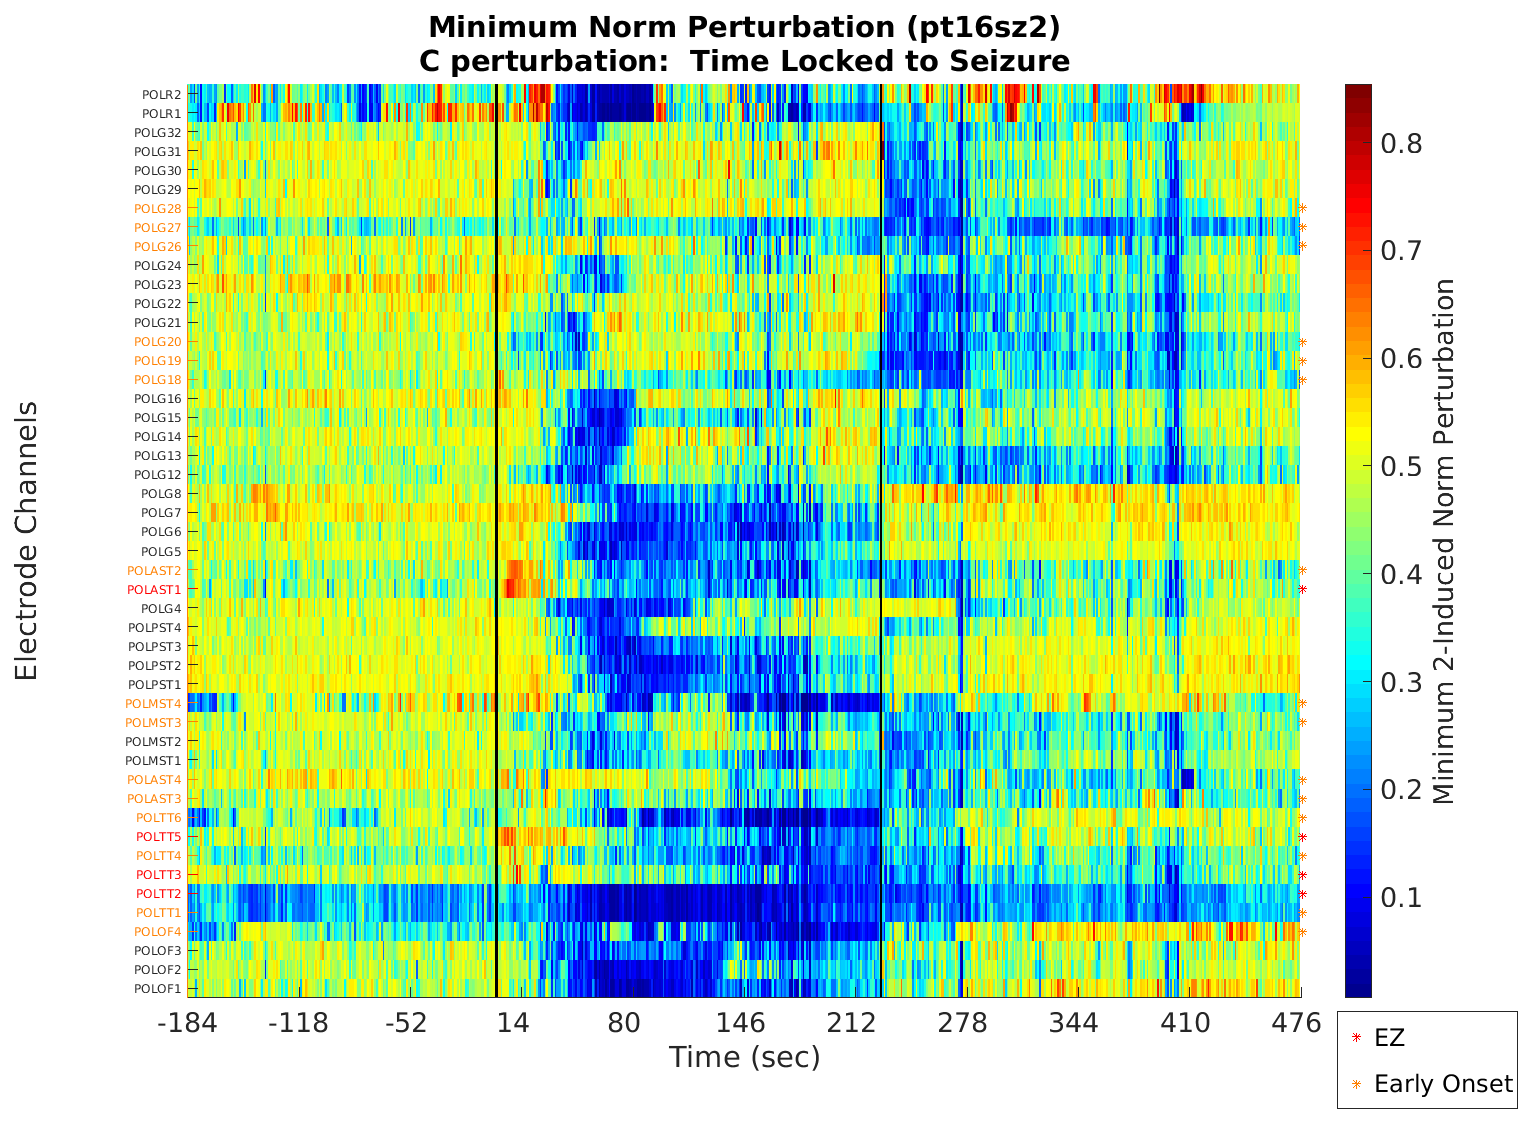 Minimum Norm Perturbation (pt16sz2)
C perturbation:  Time Locked to Seizure
Electrode Channels
POLR2
POLR1
POLG32
POLG31
POLG30
POLG29
POLG28
POLG27
POLG26
POLG24
POLG23
POLG22
POLG21
POLG20
POLG19
POLG18
POLG16
POLG15
POLG14
POLG13
POLG12
POLG8
POLG7
POLG6
POLG5
POLAST2
POLAST1
POLG4
POLPST4
POLPST3
POLPST2
POLPST1
POLMST4
POLMST3
POLMST2
POLMST1
POLAST4
POLAST3
POLTT6
POLTT5
POLTT4
POLTT3
POLTT2
POLTT1
POLOF4
POLOF3
POLOF2
POLOF1
-184 -118 -52 14 80 146 212 278 344 410 476
Time (sec)
0.8
0.7
0.6
0.5
0.4
0.3
0.2
0.1
Minimum 2-Induced Norm Perturbation
EZ
Early Onset